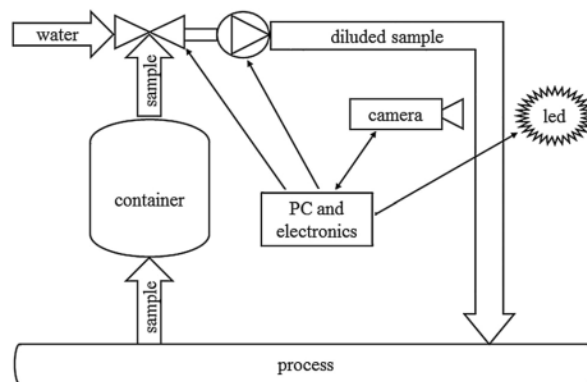 water
diluded sample
sample
camera
led
container
PC and
electronics
sample
process